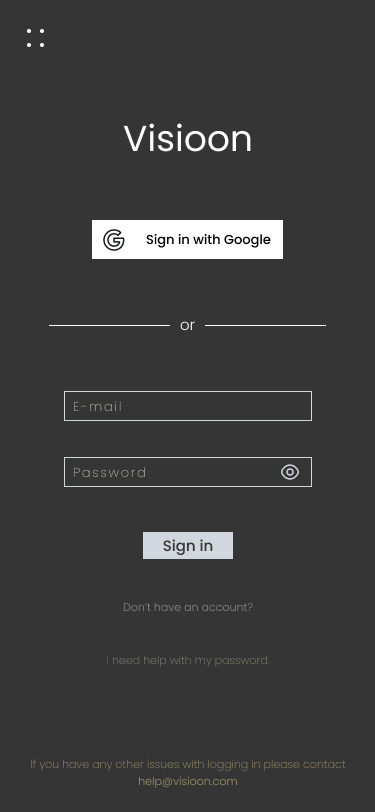 Visioon
Sign in with Google
or
E-mail
Password
Sign in
Don't have an account?
I need help with my password.
If you have any other issues with logging in please contact
help@visioon.com